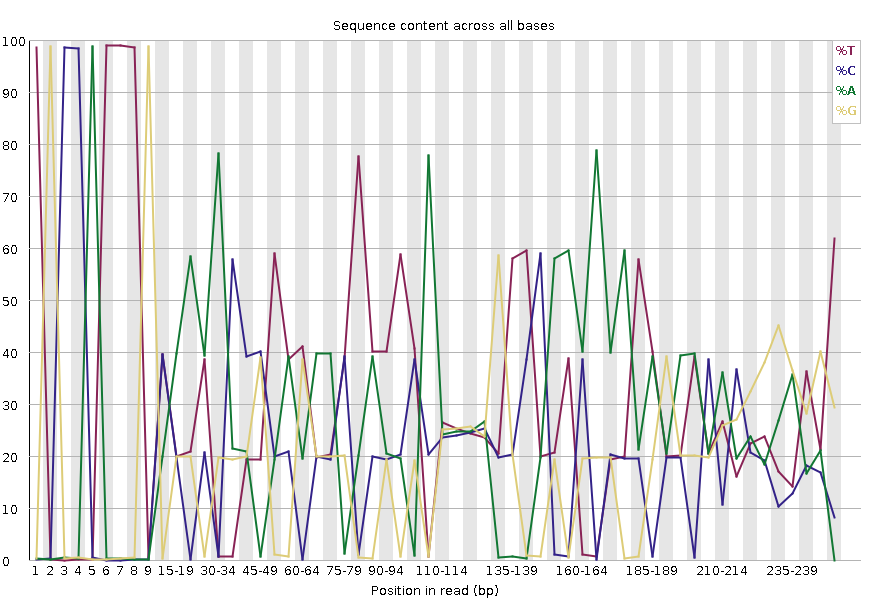 Sequence content across all bases
%T
%C
%A
%G
100
90
80
70
60
50
40
30
20
10
0
1 2 3 4 5 6 7 8 9 15-19 30-34 45-49 60-64 75-79 90-94 110-114 135-139 160-164 185-189 210-214 235-239
Position in read (bp)